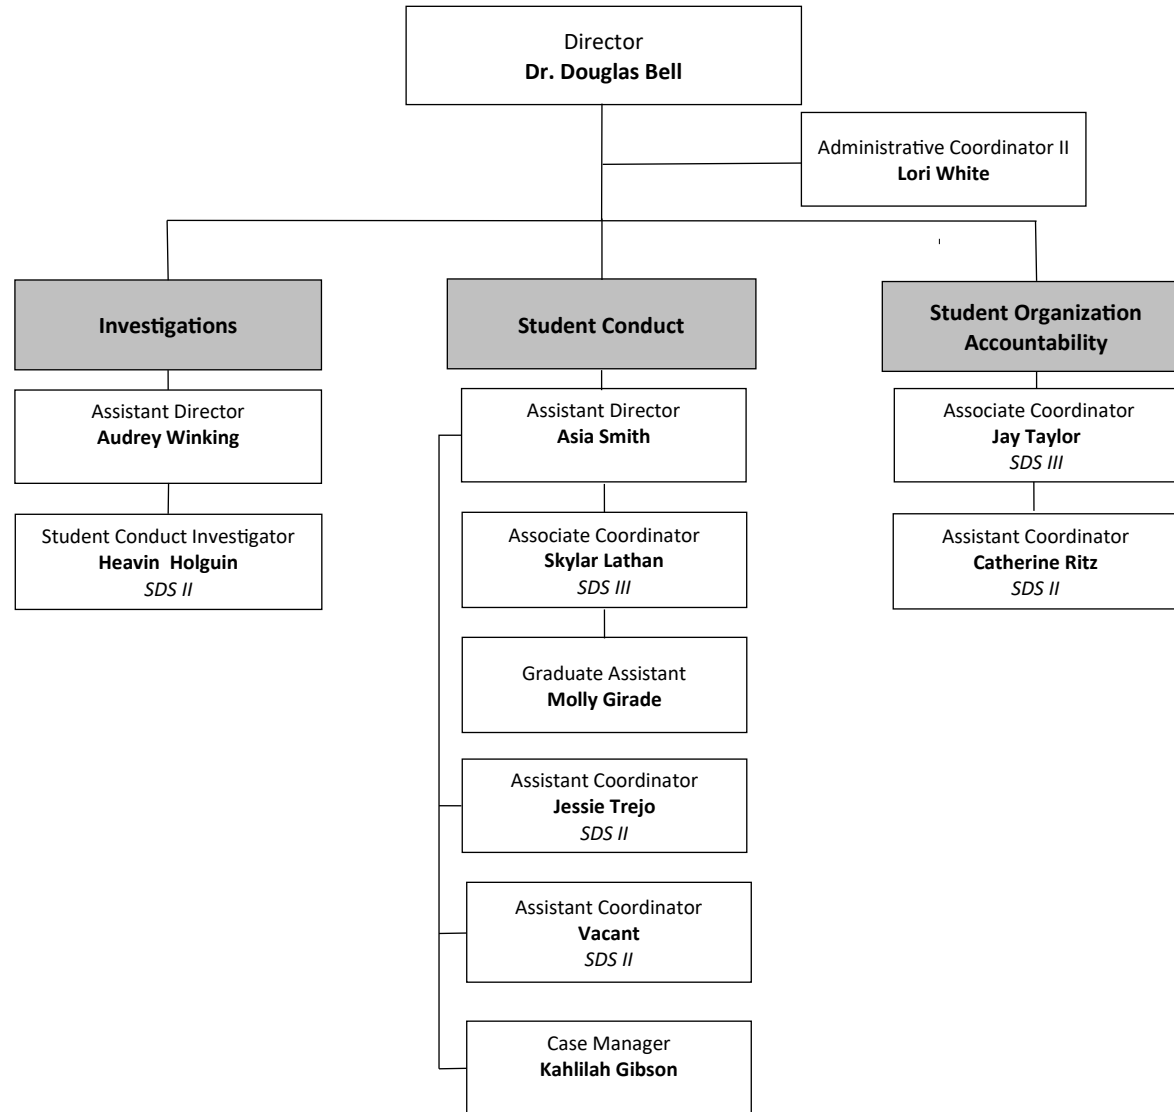 Director
Dr. Douglas Bell
Administrative Coordinator II
Lori White
Investigations
Student Conduct
Student Organization
Accountability
Assistant Director
Audrey Winking
Student Conduct Investigator
Heavin  Holguin
SDS II
Assistant Director
Asia Smith
Associate Coordinator
Skylar Lathan
SDS III
Graduate Assistant
Molly Girade
Assistant Coordinator
Jessie Trejo
SDS II
Assistant Coordinator
Vacant
SDS II
Case Manager
Kahlilah Gibson
Associate Coordinator
Jay Taylor
SDS III
Assistant Coordinator
Catherine Ritz
SDS II